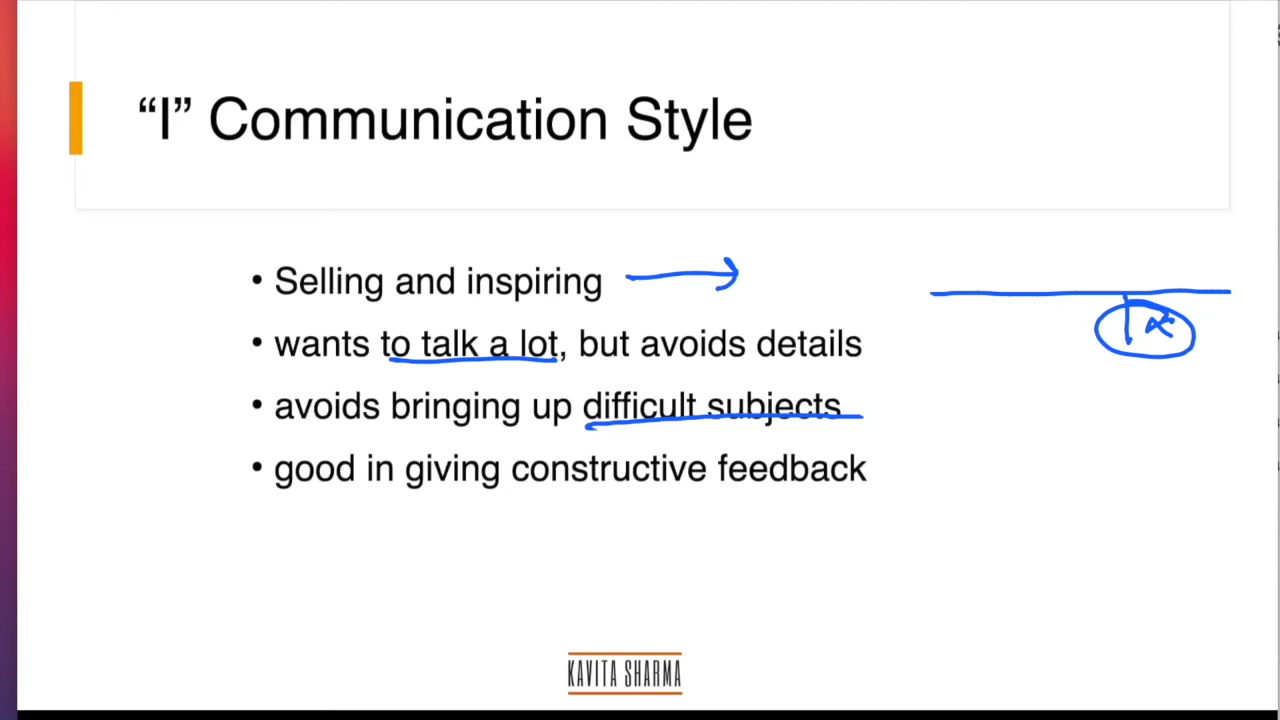 “I” Communication Style
• Selling and inspiring
• wants to talk a lot, but avoids details
• avoids bringing up difficult subjects
• good in giving constructive feedback
KAVITA SHARMA